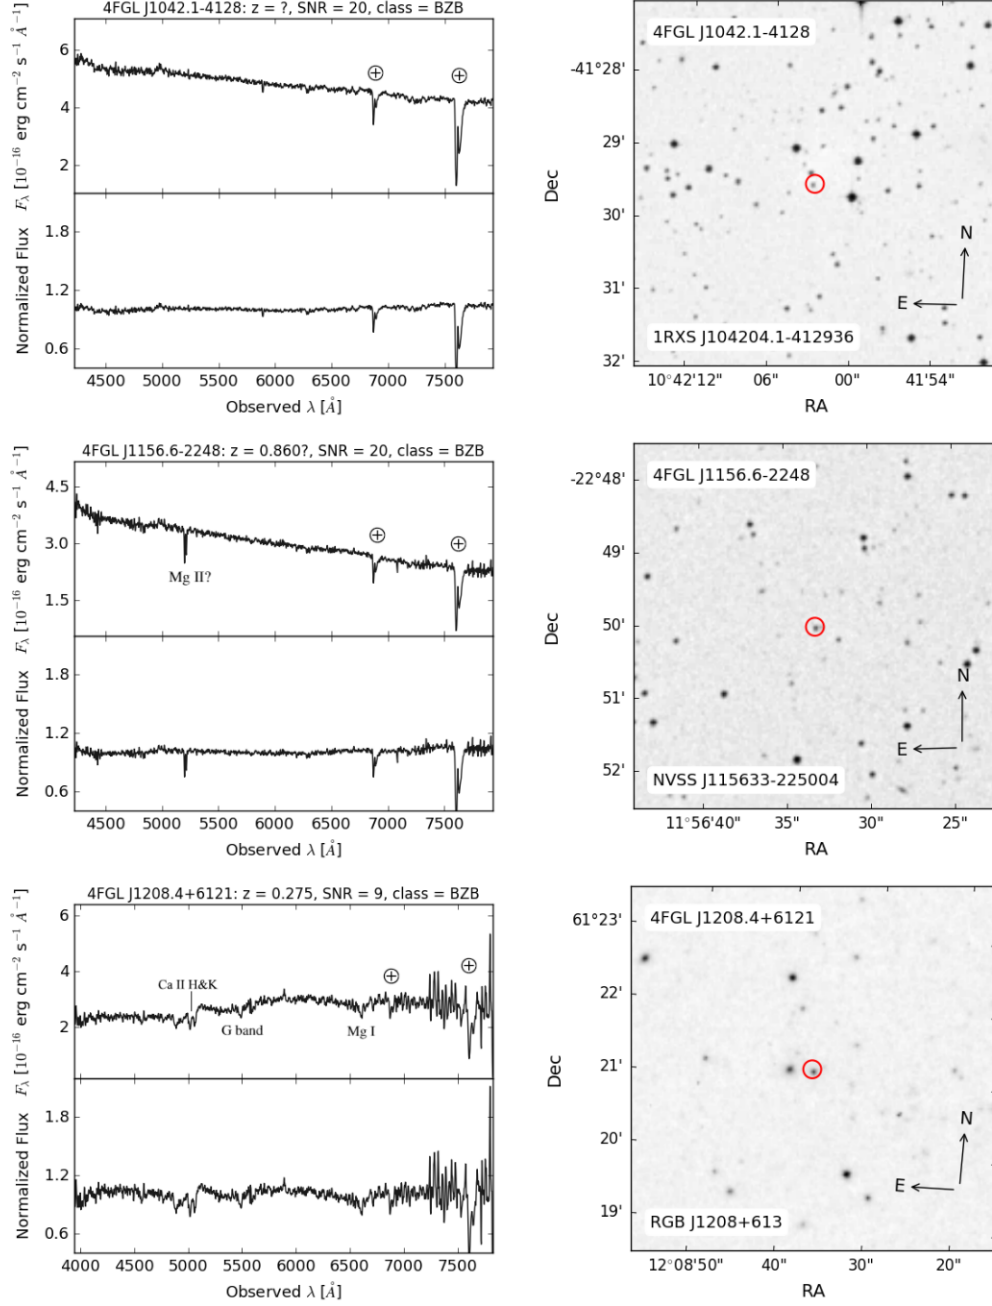 4FGL J1042.1-4128: z = ?, SNR = 20, class = BZB
F_λ [10⁻¹⁶ erg cm⁻² s⁻¹ Å⁻¹]
6
4
2
⊕
⊕
Normalized Flux
1.8
1.2
0.6
4500 5000 5500 6000 6500 7000 7500
Observed λ [Å]
4FGL J1042.1-4128
-41°28'
29'
30'
31'
32'
Dec
N
E
1RXS J104204.1-412936
10°42'12" 06" 00" 41'54"
RA
4FGL J1156.6-2248: z = 0.860?, SNR = 20, class = BZB
F_λ [10⁻¹⁶ erg cm⁻² s⁻¹ Å⁻¹]
4.5
3.0
1.5
⊕
⊕
Mg II?
Normalized Flux
1.8
1.2
0.6
4500 5000 5500 6000 6500 7000 7500
Observed λ [Å]
4FGL J1156.6-2248
-22°48'
49'
50'
51'
52'
Dec
N
E
NVSS J115633-225004
11°56'40" 35" 30" 25"
RA
4FGL J1208.4+6121: z = 0.275, SNR = 9, class = BZB
F_λ [10⁻¹⁶ erg cm⁻² s⁻¹ Å⁻¹]
6
4
2
⊕
⊕
Ca II H&K
G band
Mg I
Normalized Flux
1.8
1.2
0.6
4000 4500 5000 5500 6000 6500 7000 7500
Observed λ [Å]
4FGL J1208.4+6121
61°23'
22'
21'
20'
19'
Dec
N
E
RGB J1208+613
12°08'50" 40" 30" 20"
RA